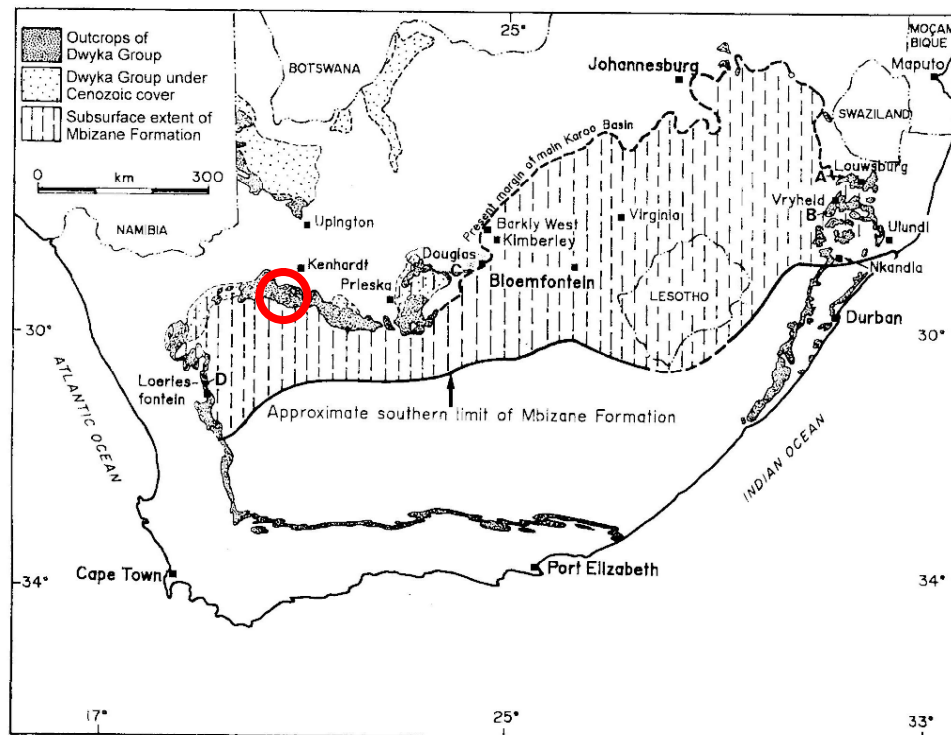 Outcrops of
Dwyka Group
Dwyka Group under
Cenozoic cover
Subsurface extent of
Mbizane Formation
0 km 300
25°
MOÇAM
BIQUE
Maputo
BOTSWANA
Johannesburg
SWAZILAND
Present margin of main Karoo Basin
A
Louwsburg
Vryheid
B
Ulundi
Nkandla
NAMIBIA
Upington
Barkly West
Kimberley
Virginia
Kenhardt
Douglas
C
Prieska
Bloemfontein
LESOTHO
Durban
30°
30°
D
Loeries-
fontein
Approximate southern limit of Mbizane Formation
ATLANTIC OCEAN
INDIAN OCEAN
Cape Town
Port Elizabeth
34°
34°
17°
25°
33°